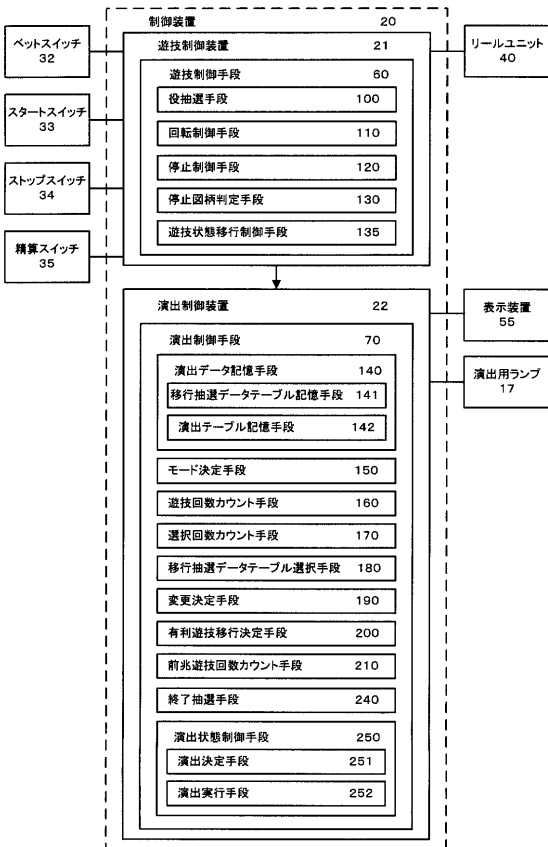 制御装置 20
ベットスイッチ
32
スタートスイッチ
33
ストップスイッチ
34
精算スイッチ
35
遊技制御装置 21
遊技制御手段 60
役抽選手段 100
回転制御手段 110
停止制御手段 120
停止図柄判定手段 130
遊技状態移行制御手段 135
リールユニット
40
演出制御装置 22
演出制御手段 70
演出データ記憶手段 140
移行抽選データテーブル記憶手段 141
演出テーブル記憶手段 142
モード決定手段 150
遊技回数カウント手段 160
選択回数カウント手段 170
移行抽選データテーブル選択手段 180
変更決定手段 190
有利遊技移行決定手段 200
前兆遊技回数カウント手段 210
終了抽選手段 240
演出状態制御手段 250
演出決定手段 251
演出実行手段 252
表示装置
55
演出用ランプ
17